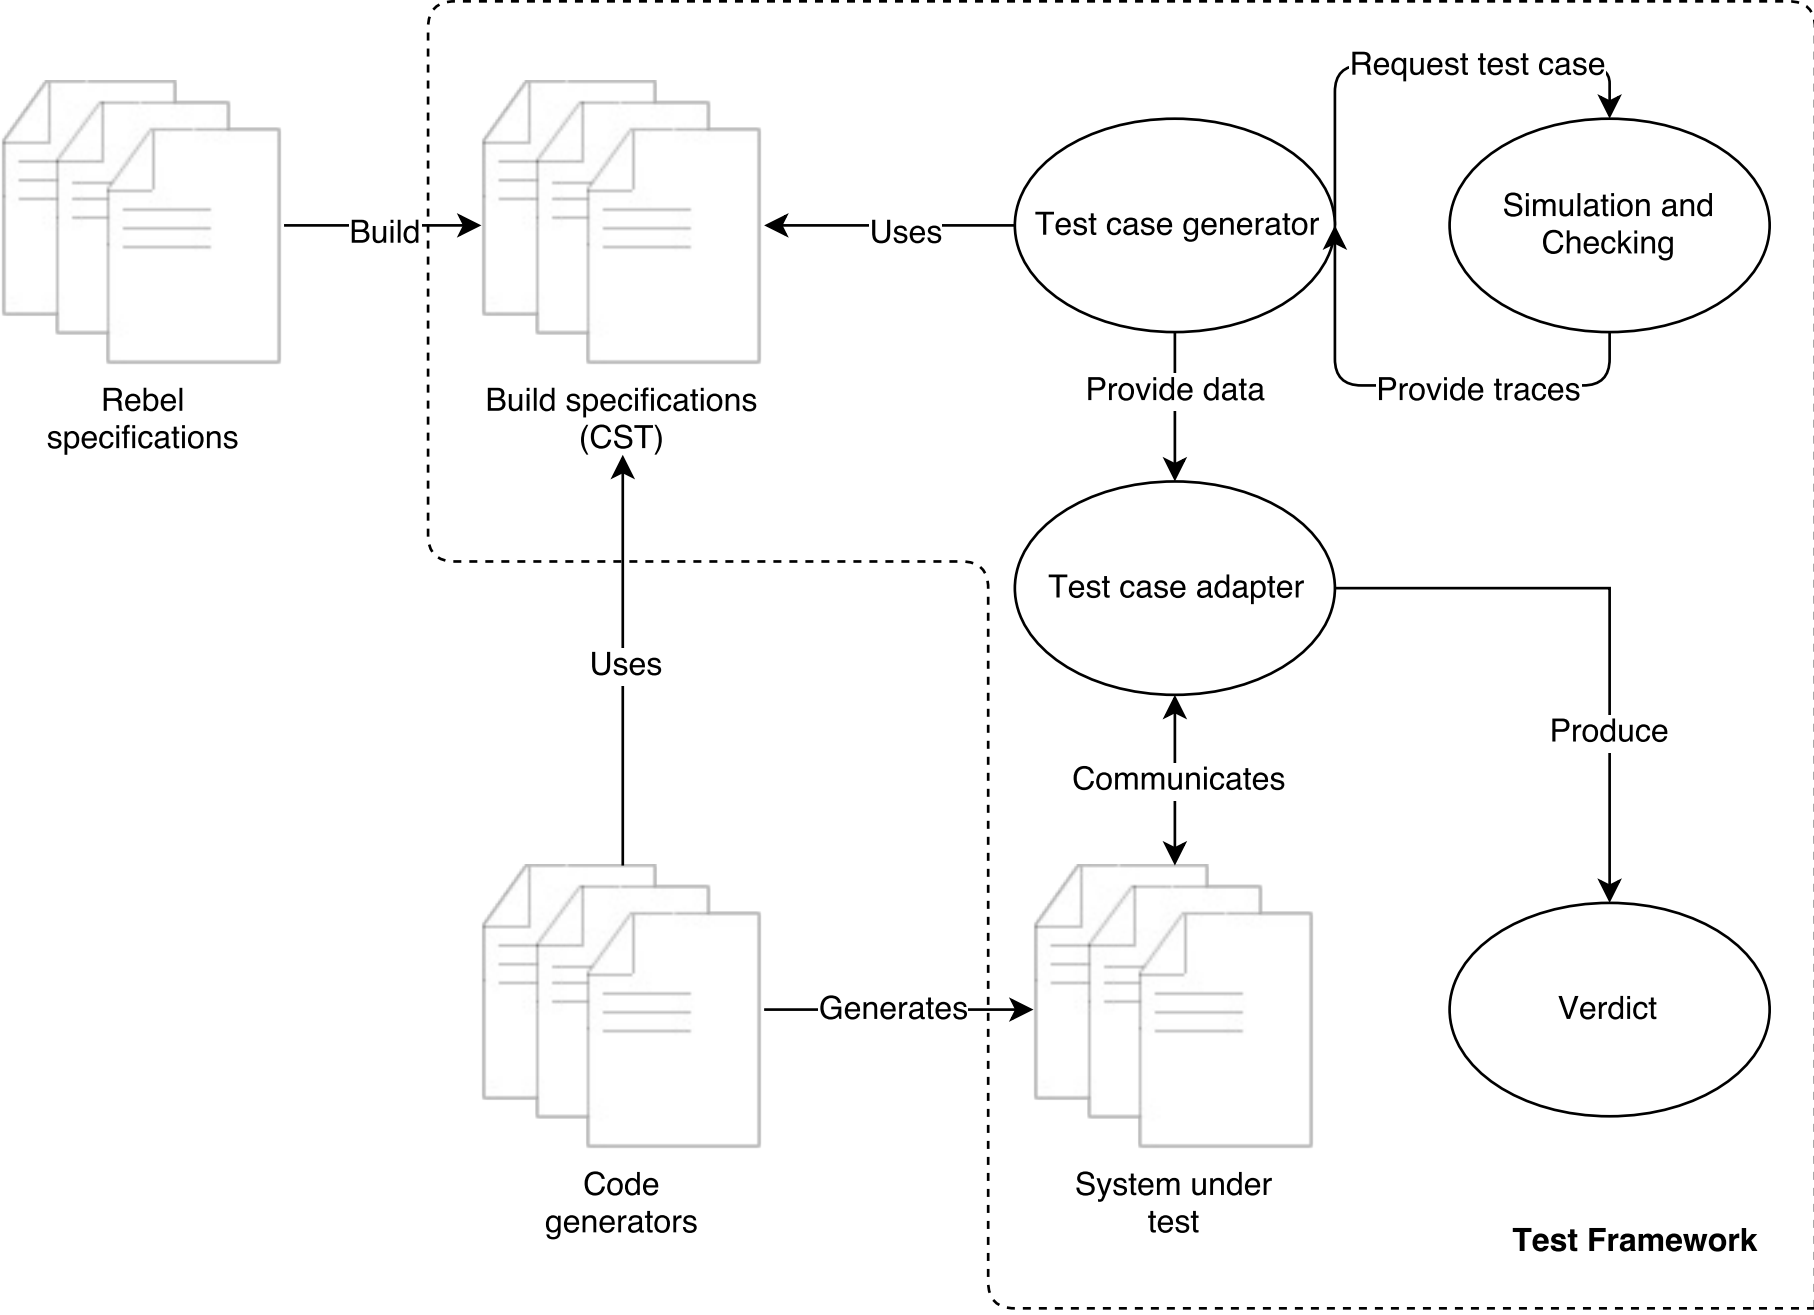 Request test case
Build
Uses
Test case generator
Simulation and
Checking
Rebel
specifications
Build specifications
(CST)
Provide data
Provide traces
Test case adapter
Uses
Produce
Communicates
Generates
Verdict
Code
generators
System under
test
Test Framework